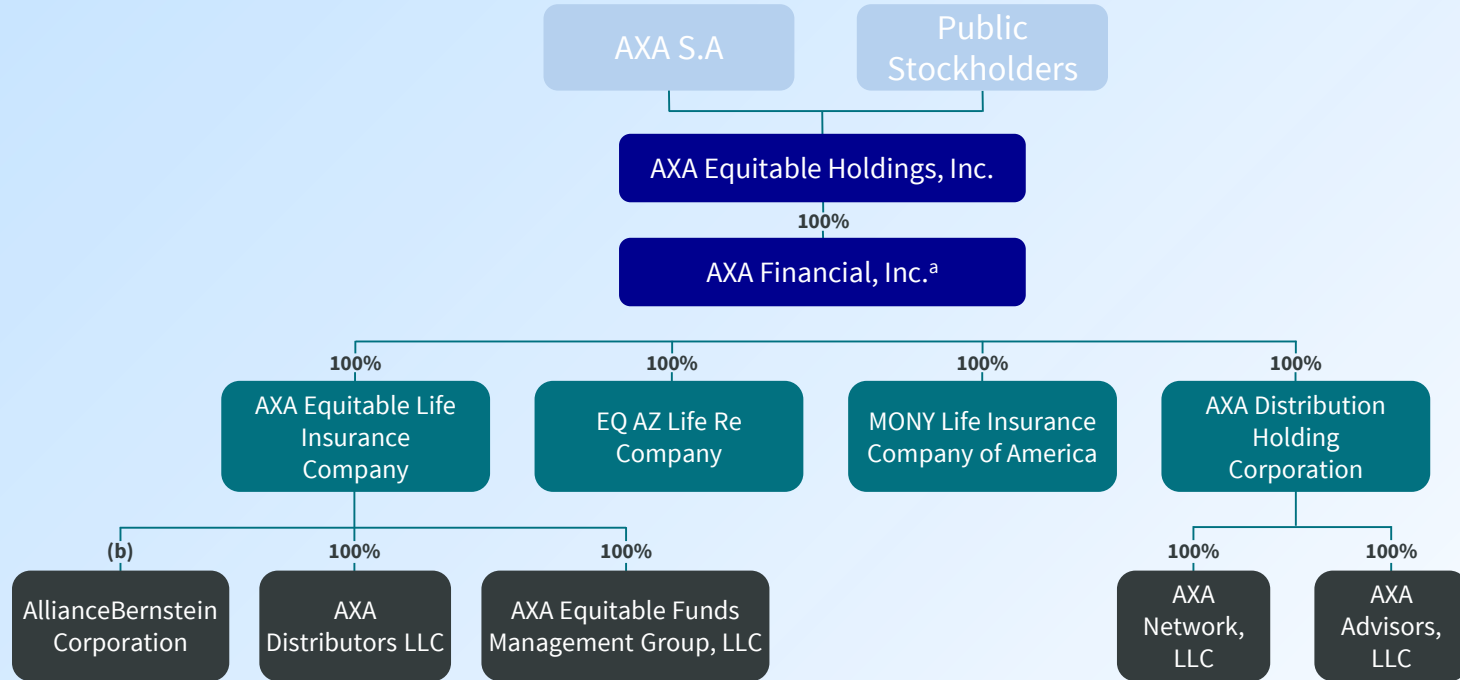 AXA S.A
Public
Stockholders
AXA Equitable Holdings, Inc.
100%
AXA Financial, Inc.ª
100%
100%
100%
100%
AXA Equitable Life
Insurance
Company
EQ AZ Life Re
Company
MONY Life Insurance
Company of America
AXA Distribution
Holding
Corporation
(b)
100%
100%
100%
100%
AllianceBernstein
Corporation
AXA
Distributors LLC
AXA Equitable Funds
Management Group, LLC
AXA
Network,
LLC
AXA
Advisors,
LLC